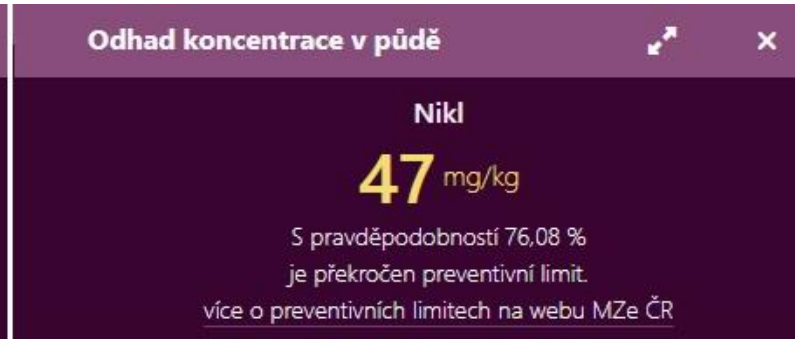 Odhad koncentrace v půdě
Nikl
47 mg/kg
S pravděpodobností 76,08 %
je překročen preventivní limit.
více o preventivních limitech na webu MZe ČR